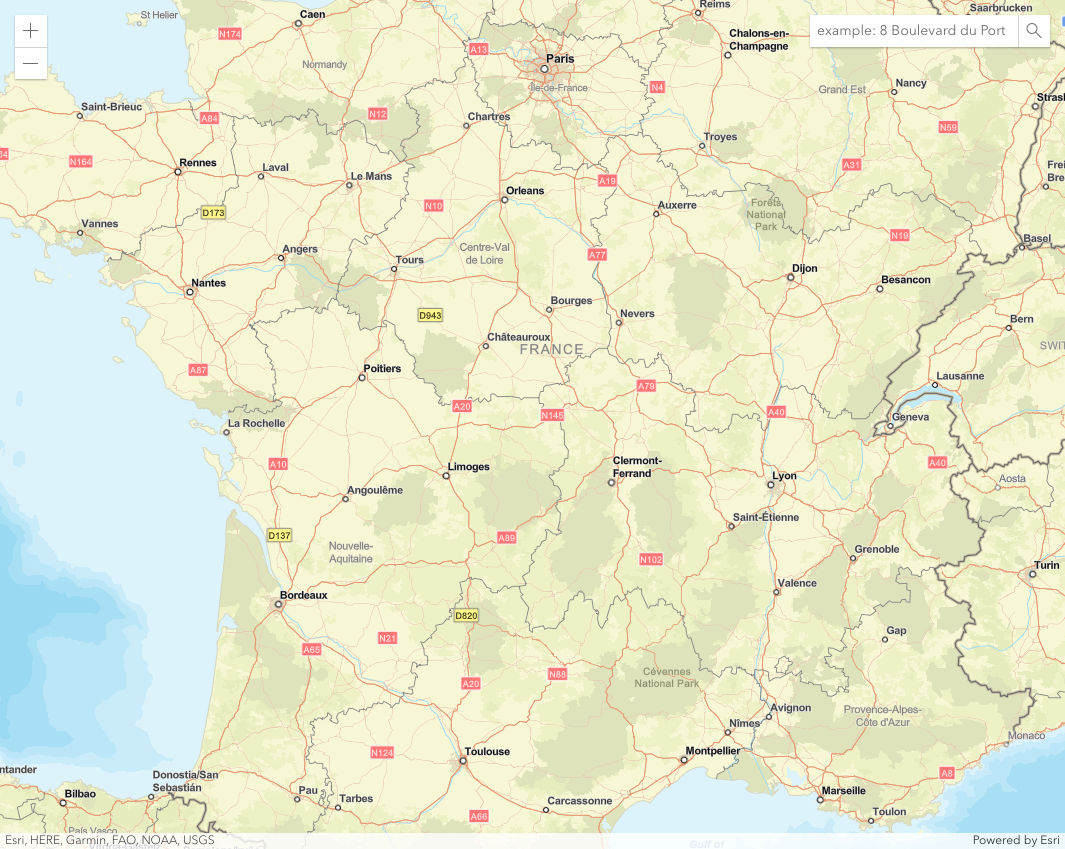 St Helier
Caen
Reims
Saarbrucken
N174
example: 8 Boulevard du Port
Chalons-en-
Champagne
A13
Paris
Normandy
Île-de-France
N4
Grand Est
Nancy
Strasb
Saint-Brieuc
A84
N12
Chartres
N59
Troyes
N164
Rennes
Laval
Le Mans
A31
A19
Orleans
N10
D173
Auxerre
Forêts
National
Park
Vannes
Angers
Centre-Val
de Loire
A77
N19
Basel
Tours
Dijon
Besancon
Nantes
Bourges
Nevers
D943
Bern
Châteauroux
FRANCE
SWIT
A87
Poitiers
Lausanne
A79
A20
N145
A40
Geneva
La Rochelle
A10
Limoges
Clermont-
Ferrand
A40
Lyon
Aosta
Angoulême
Saint-Étienne
D137
A89
Nouvelle-
Aquitaine
N102
Grenoble
Turin
Valence
Bordeaux
D820
N21
A65
Gap
A20
N88
Cévennes
National Park
Avignon
Provence-Alpes-
Côte d'Azur
Nîmes
Monaco
N124
Toulouse
Montpellier
ntander
Donostia/San
Sebastián
A8
Bilbao
Pau
Tarbes
Carcassonne
Marseille
A66
Toulon
País Vasco
Esri, HERE, Garmin, FAO, NOAA, USGS
Gulf of
Powered by Esri